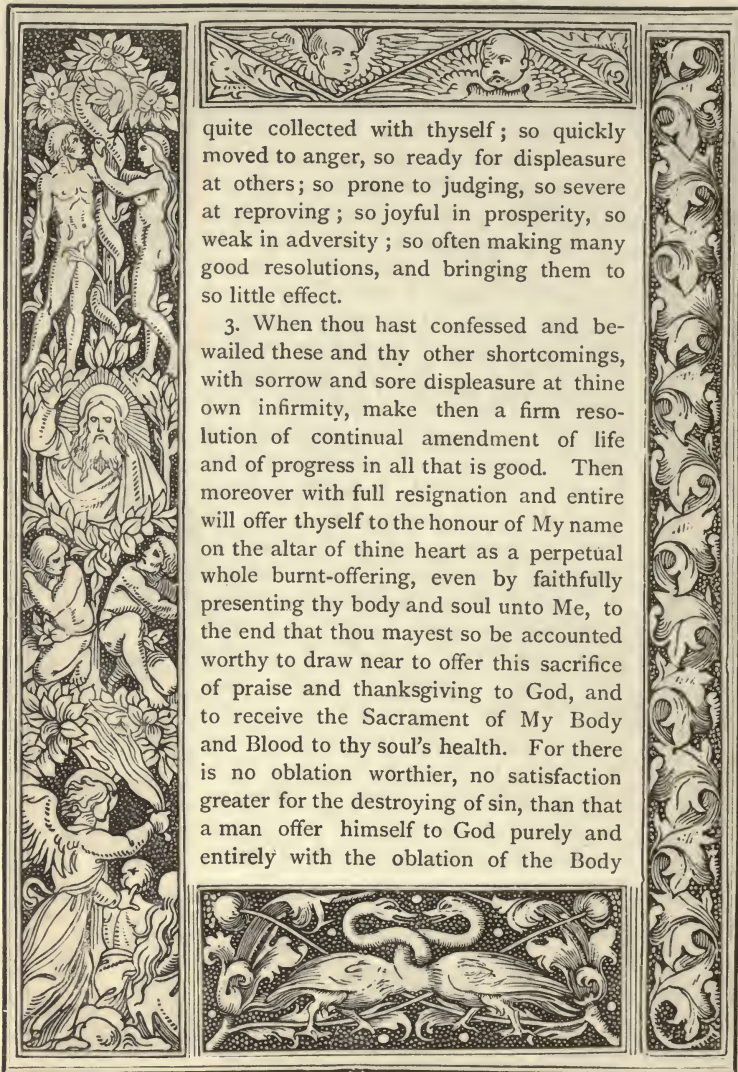 quite collected with thyself ; so quickly
moved to anger, so ready for displeasure
at others ; so prone to judging, so severe
at reproving ; so joyful in prosperity, so
weak in adversity ; so often making many
good resolutions, and bringing them to
so little effect.
3. When thou hast confessed and be-
wailed these and thy other shortcomings,
with sorrow and sore displeasure at thine
own infirmity, make then a firm reso-
lution of continual amendment of life
and of progress in all that is good. Then
moreover with full resignation and entire
will offer thyself to the honour of My name
on the altar of thine heart as a perpetual
whole burnt-offering, even by faithfully
presenting thy body and soul unto Me, to
the end that thou mayest so be accounted
worthy to draw near to offer this sacrifice
of praise and thanksgiving to God, and
to receive the Sacrament of My Body
and Blood to thy soul's health. For there
is no oblation worthier, no satisfaction
greater for the destroying of sin, than that
a man offer himself to God purely and
entirely with the oblation of the Body